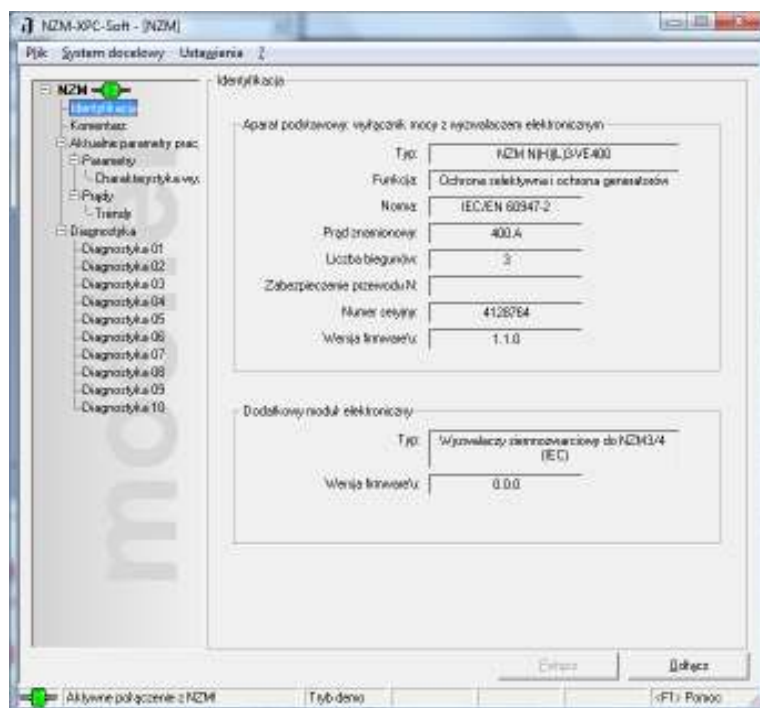 NZM-XPC-Soft - [NZM]
Plik System docelowy Ustawienia ?
NZM
Identyfikacja
Komentarz
Aktualne parametry prac
Parametry
Charakterystyka wyz
Prądy
Trendy
Diagnostyka
Diagnostyka 01
Diagnostyka 02
Diagnostyka 03
Diagnostyka 04
Diagnostyka 05
Diagnostyka 06
Diagnostyka 07
Diagnostyka 08
Diagnostyka 09
Diagnostyka 10
moeller
Identyfikacja
Aparat podstawowy: wyłącznik mocy z wyzwalaczem elektronicznym
Typ: NZM N(H)(L)3-VE400
Funkcja: Ochrona selektywna i ochrona generatorów
Norma: IEC/EN 60947-2
Prąd znamionowy: 400 A
Liczba biegunów: 3
Zabezpieczenie przewodu N:
Numer seryjny: 4128764
Wersja firmware'u: 1.1.0
Dodatkowy moduł elektroniczny
Typ: Wyzwalaczy ziemnozwarciowy do NZM3/4 (IEC)
Wersja firmware'u: 0.0.0
Odłącz
Aktywne połączenie z NZM! Tryb demo <F1> Pomoc